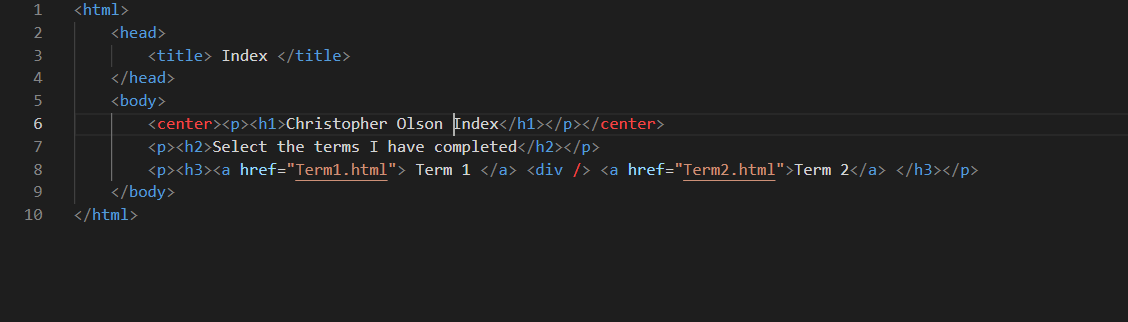 1 <html>
2 <head>
3 <title> Index </title>
4 </head>
5 <body>
6 <center><p><h1>Christopher Olson Index</h1></p></center>
7 <p><h2>Select the terms I have completed</h2></p>
8 <p><h3><a href="Term1.html"> Term 1 </a> <div /> <a href="Term2.html">Term 2</a> </h3></p>
9 </body>
10 </html>